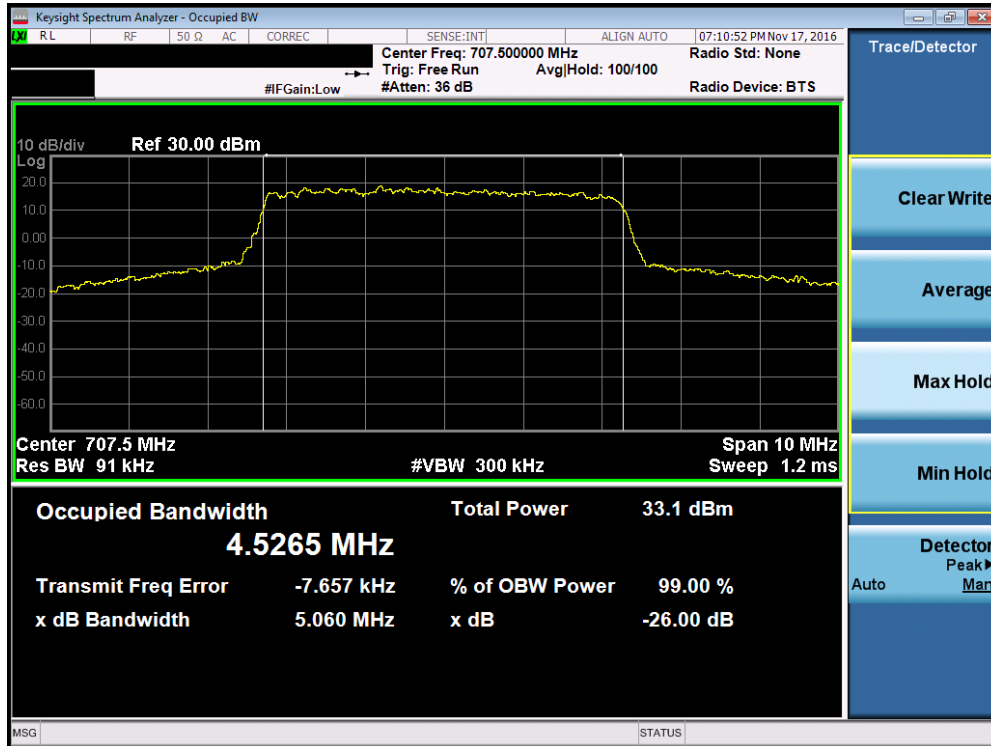 Keysight Spectrum Analyzer - Occupied BW
LXI RL RF 50 Ω AC CORREC SENSE:INT ALIGN AUTO 07:10:52 PM Nov 17, 2016
Center Freq: 707.500000 MHz Radio Std: None
Trig: Free Run Avg|Hold: 100/100
#IFGain:Low #Atten: 36 dB Radio Device: BTS
10 dB/div Ref 30.00 dBm
Log
20.0
10.0
0.00
-10.0
-20.0
-30.0
-40.0
-50.0
-60.0
Center 707.5 MHz Span 10 MHz
Res BW 91 kHz #VBW 300 kHz Sweep 1.2 ms
Occupied Bandwidth Total Power 33.1 dBm
4.5265 MHz
Transmit Freq Error -7.657 kHz % of OBW Power 99.00 %
x dB Bandwidth 5.060 MHz x dB -26.00 dB
MSG STATUS
Trace/Detector
Clear Write
Average
Max Hold
Min Hold
Detector
Peak▶
Auto Man